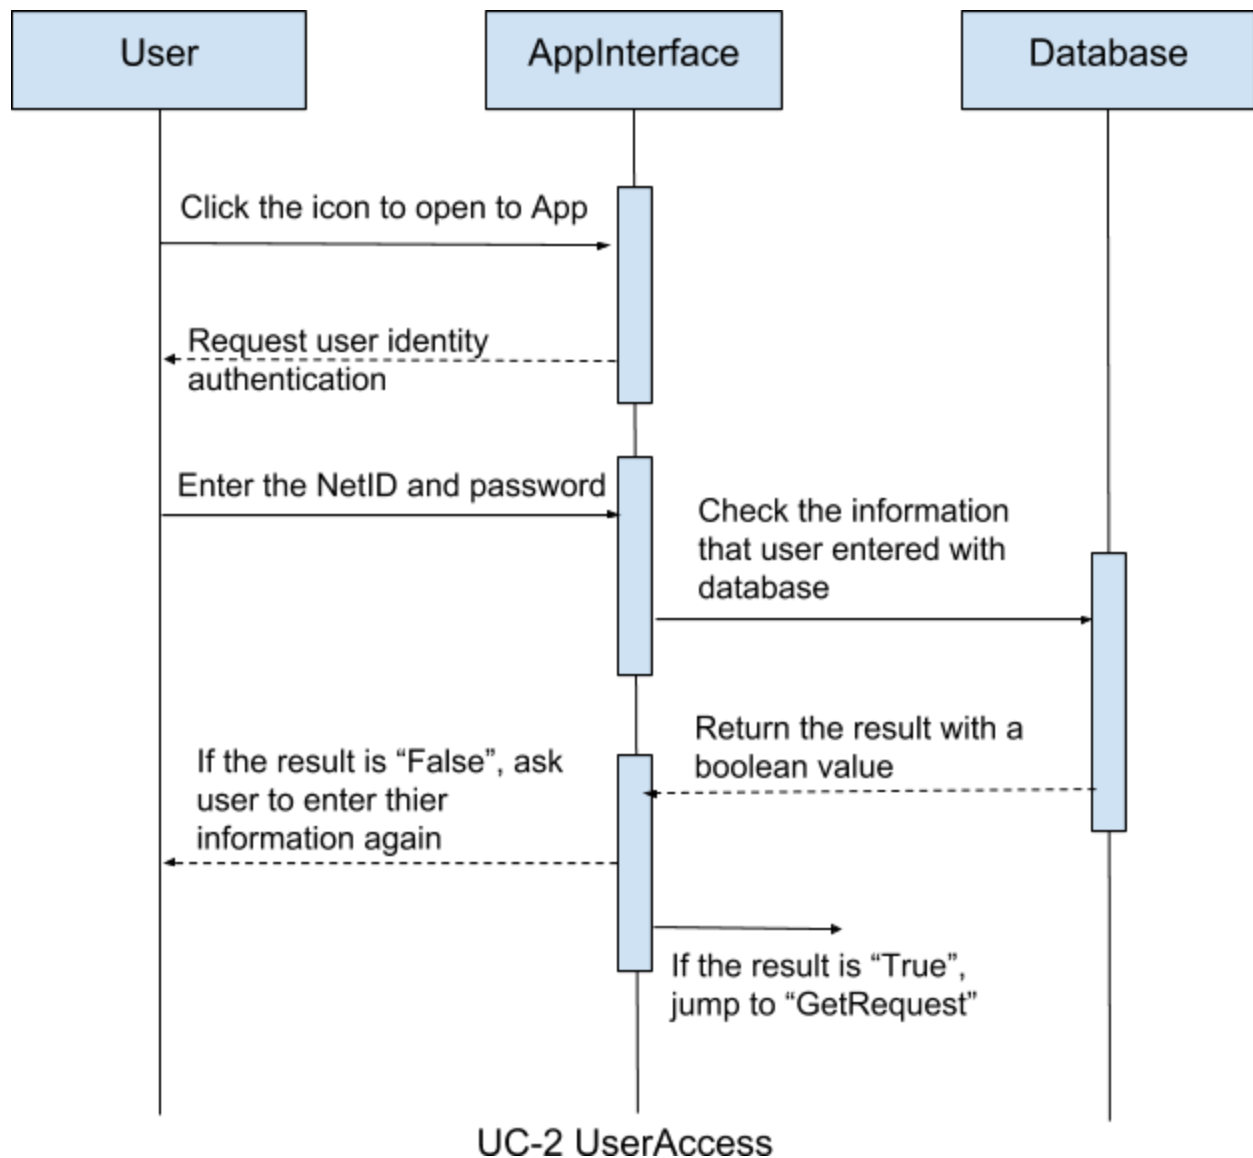 User
AppInterface
Database
Click the icon to open to App
Request user identity
authentication
Enter the NetID and password
Check the information
that user entered with
database
Return the result with a
boolean value
If the result is “False”, ask
user to enter thier
information again
If the result is “True”,
jump to “GetRequest”
UC-2 UserAccess